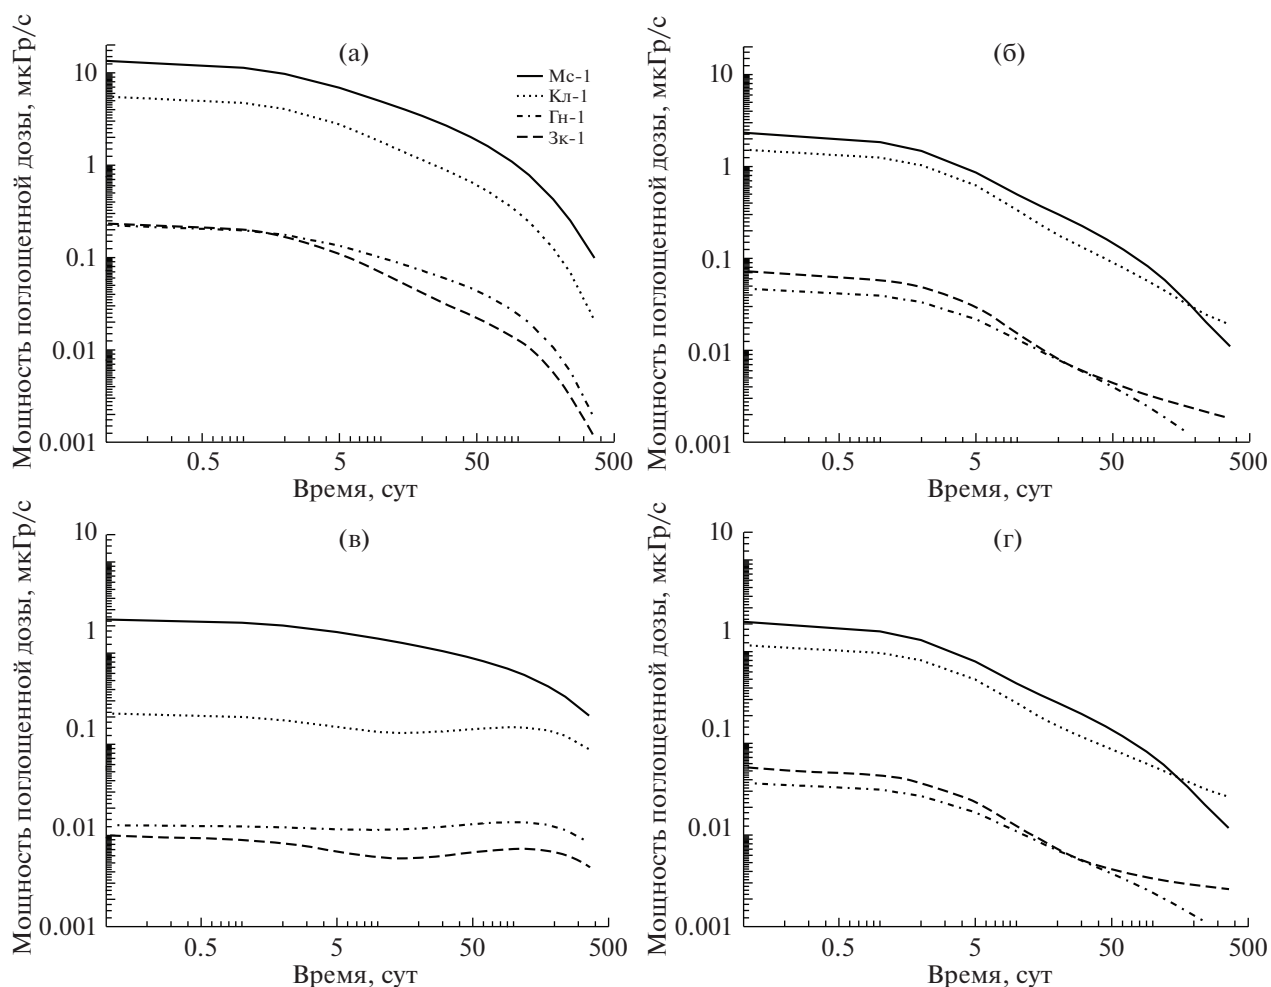 (а)
Мощность поглощенной дозы, мкГр/с
10
1
0.1
0.01
0.001
Мс-1
Кл-1
Гн-1
Зк-1
0.5 5 50 500
Время, сут
(б)
Мощность поглощенной дозы, мкГр/с
10
1
0.1
0.01
0.001
0.5 5 50 500
Время, сут
(в)
Мощность поглощенной дозы, мкГр/с
10
1
0.1
0.01
0.001
0.5 5 50 500
Время, сут
(г)
Мощность поглощенной дозы, мкГр/с
10
1
0.1
0.01
0.001
0.5 5 50 500
Время, сут